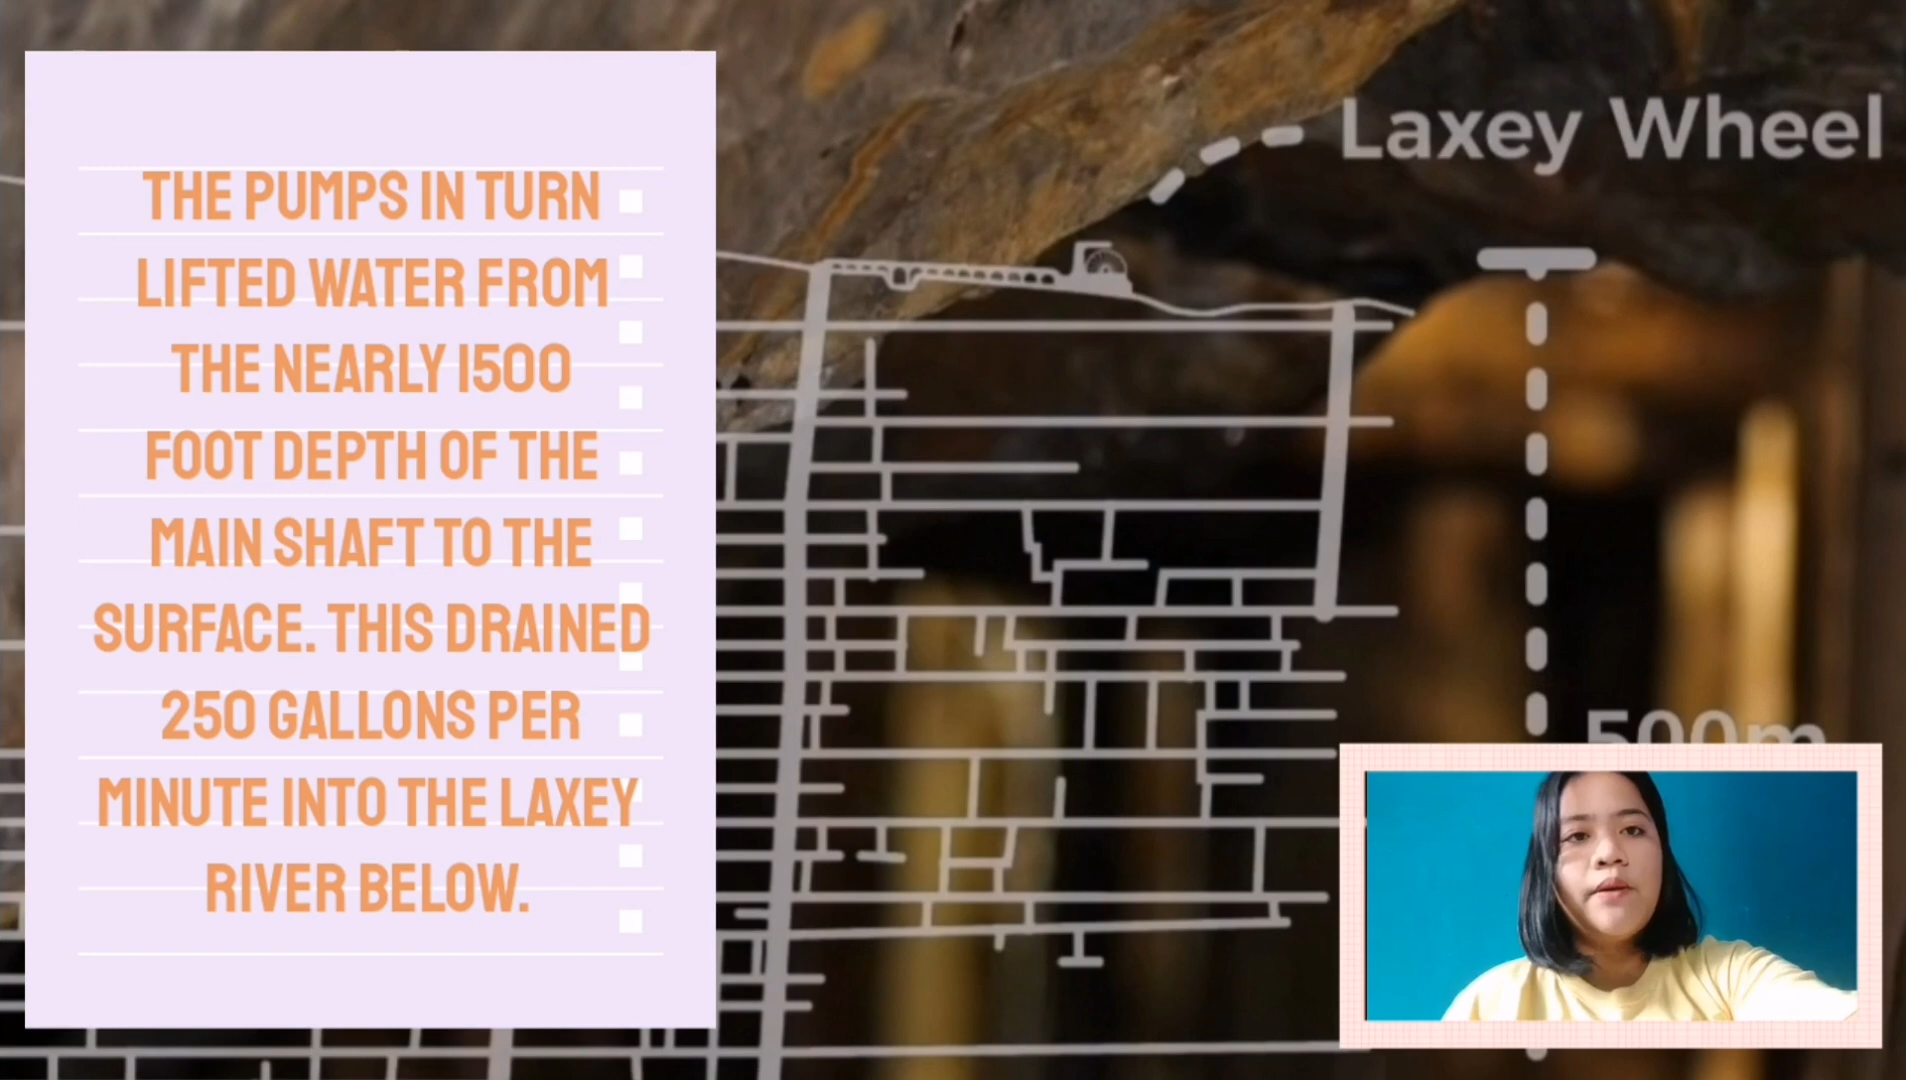 THE PUMPS IN TURN
LIFTED WATER FROM
THE NEARLY 1500
FOOT DEPTH OF THE
MAIN SHAFT TO THE
SURFACE. THIS DRAINED
250 GALLONS PER
MINUTE INTO THE LAXEY
RIVER BELOW.
Laxey Wheel
500m